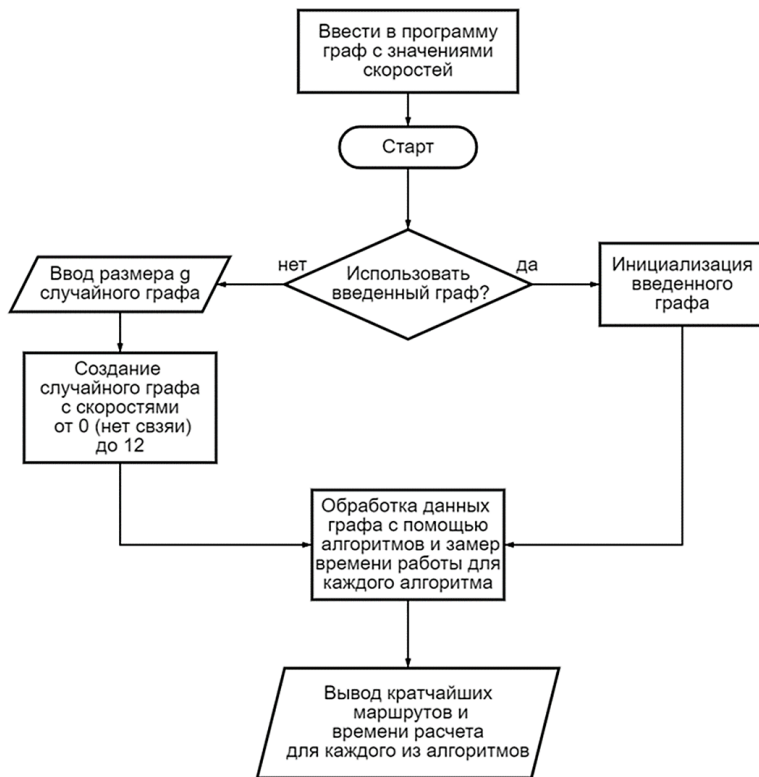 Ввести в программу
граф с значениями
скоростей
Старт
нет
да
Использовать
введенный граф?
Ввод размера g
случайного графа
Инициализация
введенного
графа
Создание
случайного графа
с скоростями
от 0 (нет свзяи)
до 12
Обработка данных
графа с помощью
алгоритмов и замер
времени работы для
каждого алгоритма
Вывод кратчайших
маршрутов и
времени расчета
для каждого из алгоритмов